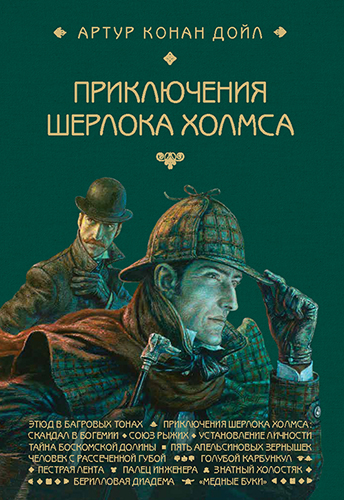 АРТУР КОНАН ДОЙЛ
ПРИКЛЮЧЕНИЯ
ШЕРЛОКА ХОЛМСА
ЭТЮД В БАГРОВЫХ ТОНАХ ПРИКЛЮЧЕНИЯ ШЕРЛОКА ХОЛМСА:
СКАНДАЛ В БОГЕМИИ СОЮЗ РЫЖИХ УСТАНОВЛЕНИЕ ЛИЧНОСТИ
ТАЙНА БОСКОМСКОЙ ДОЛИНЫ ПЯТЬ АПЕЛЬСИНОВЫХ ЗЕРНЫШЕК
ЧЕЛОВЕК С РАССЕЧЕННОЙ ГУБОЙ ГОЛУБОЙ КАРБУНКУЛ
ПЕСТРАЯ ЛЕНТА ПАЛЕЦ ИНЖЕНЕРА ЗНАТНЫЙ ХОЛОСТЯК
БЕРИЛЛОВАЯ ДИАДЕМА «МЕДНЫЕ БУКИ»